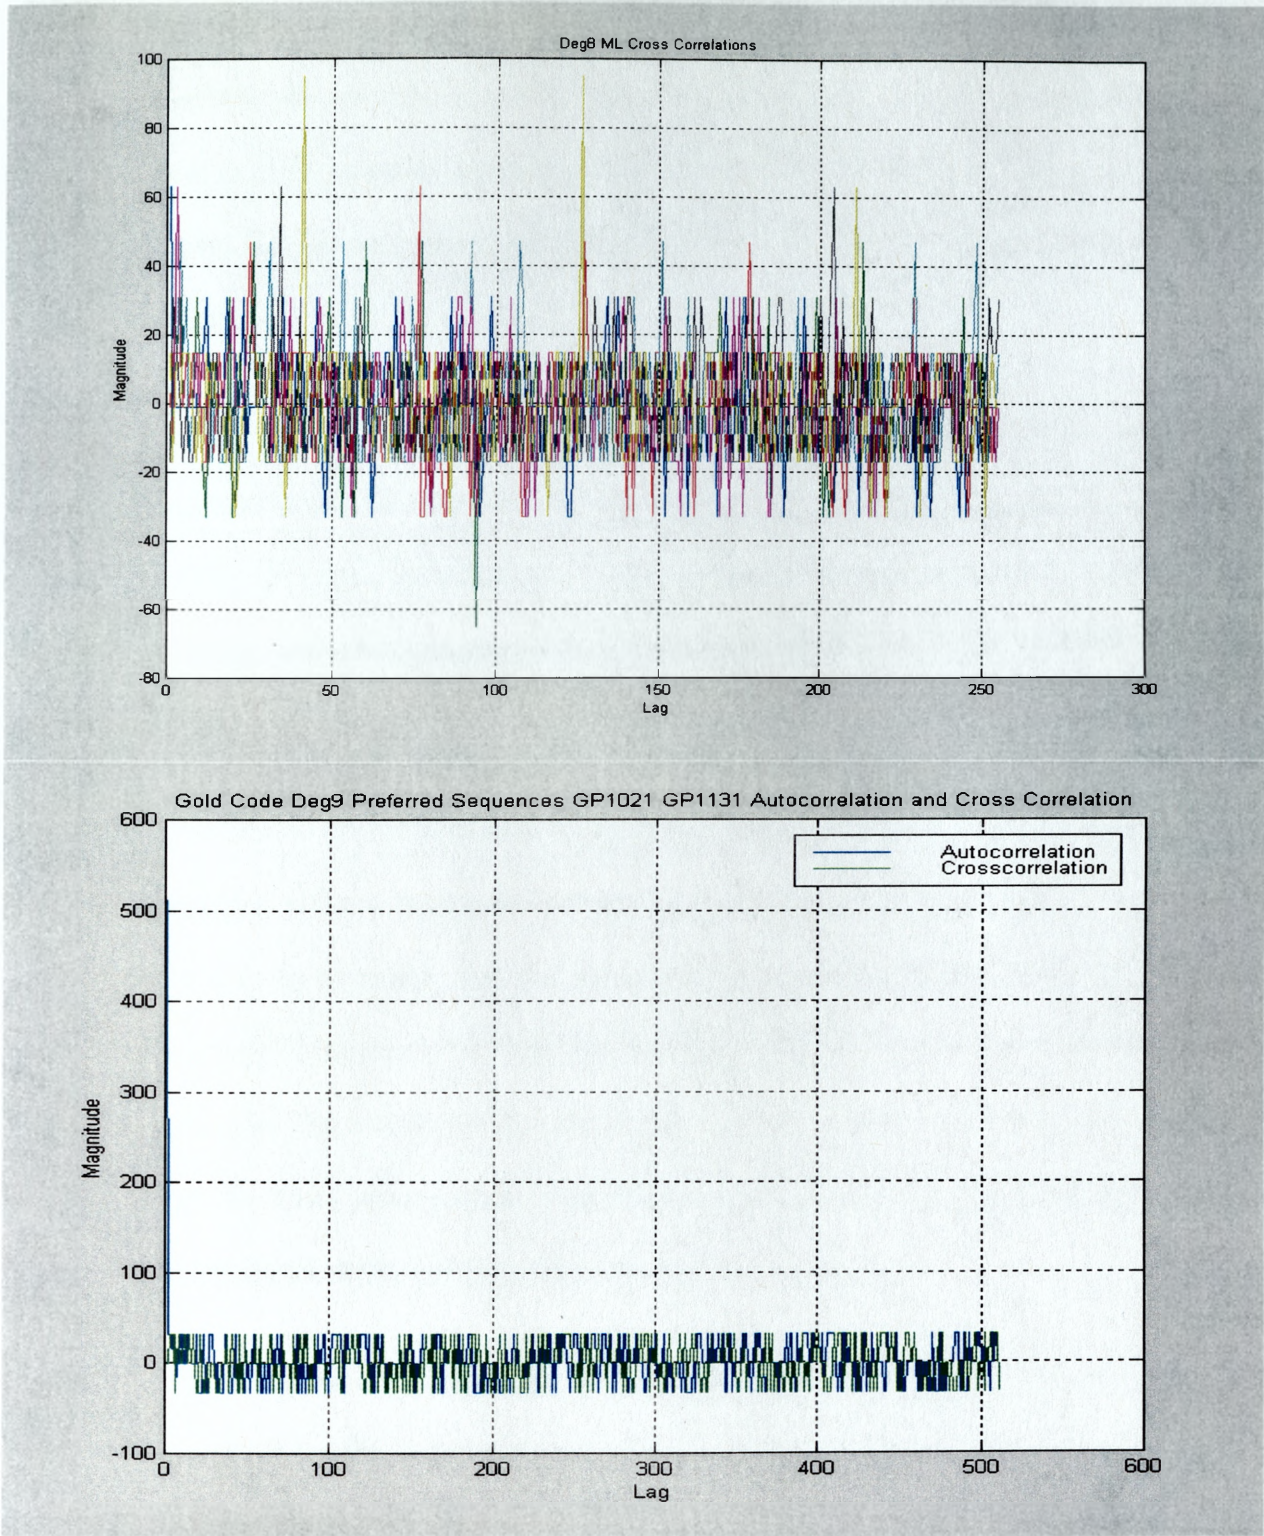 Deg8 ML Cross Correlations
100
80
60
40
20
0
-20
-40
-60
-80
Magnitude
0 50 100 150 200 250 300
Lag
Gold Code Deg9 Preferred Sequences GP1021 GP1131 Autocorrelation and Cross Correlation
600
500
400
300
200
100
0
-100
Magnitude
Autocorrelation
Crosscorrelation
0 100 200 300 400 500 600
Lag